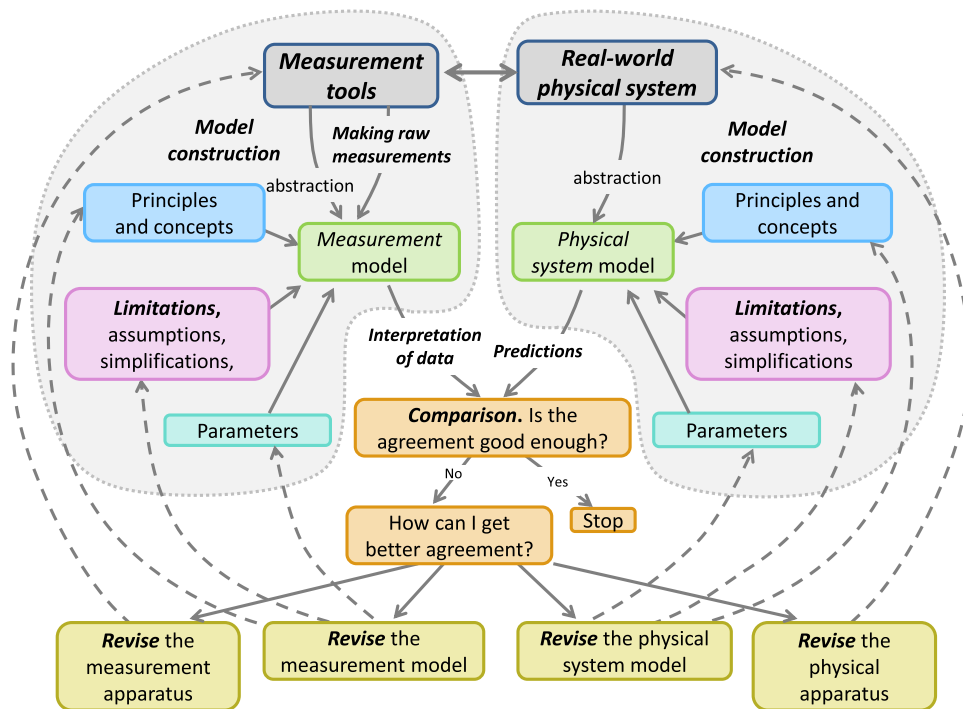 Measurement
tools
Real-world
physical system
Model
construction
Making raw
measurements
abstraction
Model
construction
abstraction
Principles
and concepts
Measurement
model
Physical
system model
Principles and
concepts
Limitations,
assumptions,
simplifications,
Interpretation
of data
Predictions
Limitations,
assumptions,
simplifications
Parameters
Comparison. Is the
agreement good enough?
Parameters
No
Yes
How can I get
better agreement?
Stop
Revise the
measurement
apparatus
Revise the
measurement model
Revise the physical
system model
Revise the
physical
apparatus